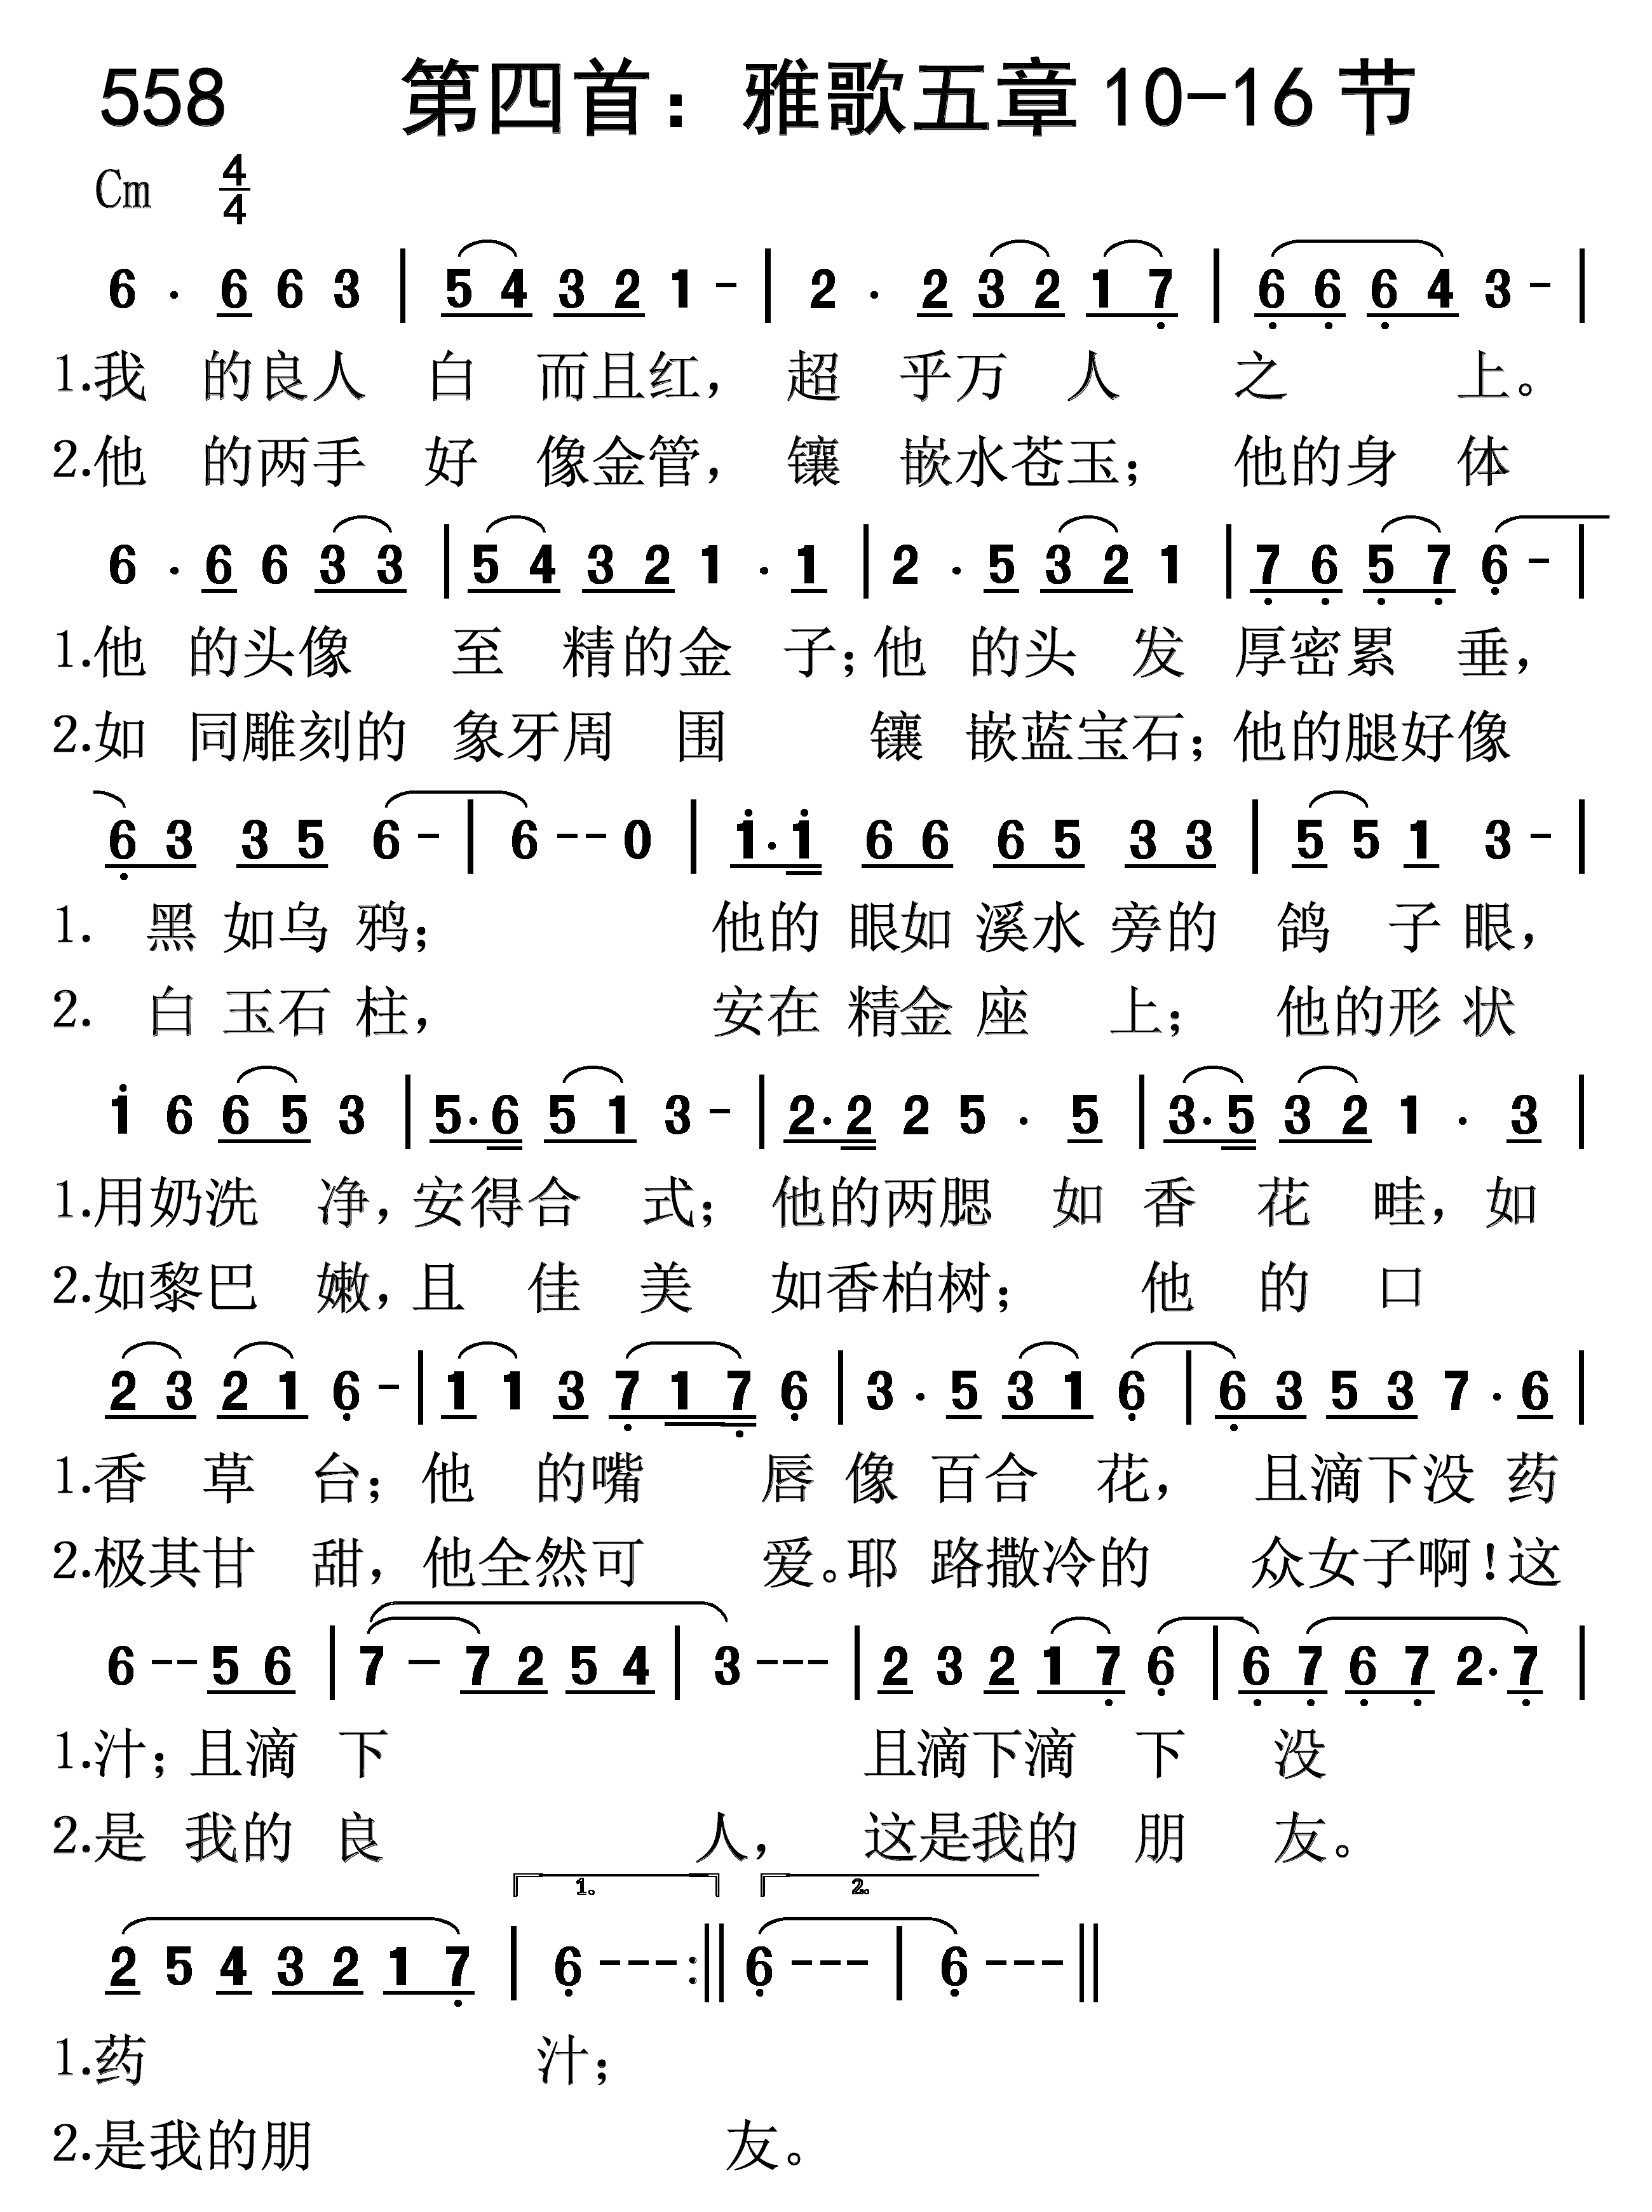 558 第四首：雅歌五章10-16节
Cm 4/4
6 · 6 6 3 | 5 4 3 2 1 - | 2 · 2 3 2 1 7 | 6 6 6 4 3 - |
1.我 的良人 白 而且红， 超 乎万 人 之 上。
2.他 的两手 好 像金管， 镶 嵌水苍玉； 他的身 体
6 · 6 6 3 3 | 5 4 3 2 1 · 1 | 2 · 5 3 2 1 | 7 6 5 7 6 - |
1.他 的头像 至 精的金 子；他 的头 发 厚密累 垂，
2.如 同雕刻的 象牙周 围 镶 嵌蓝宝石；他的腿好像
6 3 3 5 6 - | 6 - - 0 | i · i 6 6 6 5 3 3 | 5 5 1 3 - |
1. 黑 如乌 鸦； 他的 眼如 溪水 旁的 鸽 子 眼，
2. 白 玉石 柱， 安在 精金 座 上； 他的形 状
i 6 6 5 3 | 5 · 6 5 1 3 - | 2 · 2 2 5 · 5 | 3 · 5 3 2 1 · 3 |
1.用奶洗 净，安得合 式； 他的两腮 如 香 花 畦，如
2.如黎巴 嫩，且 佳 美 如香柏树； 他 的 口
2 3 2 1 6 - | 1 1 3 7 1 7 6 | 3 · 5 3 1 6 | 6 3 5 3 7 · 6 |
1.香 草 台；他 的嘴 唇 像 百合 花， 且滴下没 药
2.极其甘 甜，他全然可 爱。耶 路撒冷的 众女子啊！这
6 - - 5 6 | 7 - 7 2 5 4 | 3 - - - | 2 3 2 1 7 6 | 6 7 6 7 2 · 7 |
1.汁；且滴 下 且滴下滴 下 没
2.是 我的 良 人， 这是我的 朋 友。
1. 2.
2 5 4 3 2 1 7 | 6 - - - :|| 6 - - - | 6 - - - ||
1.药 汁；
2.是我的朋 友。